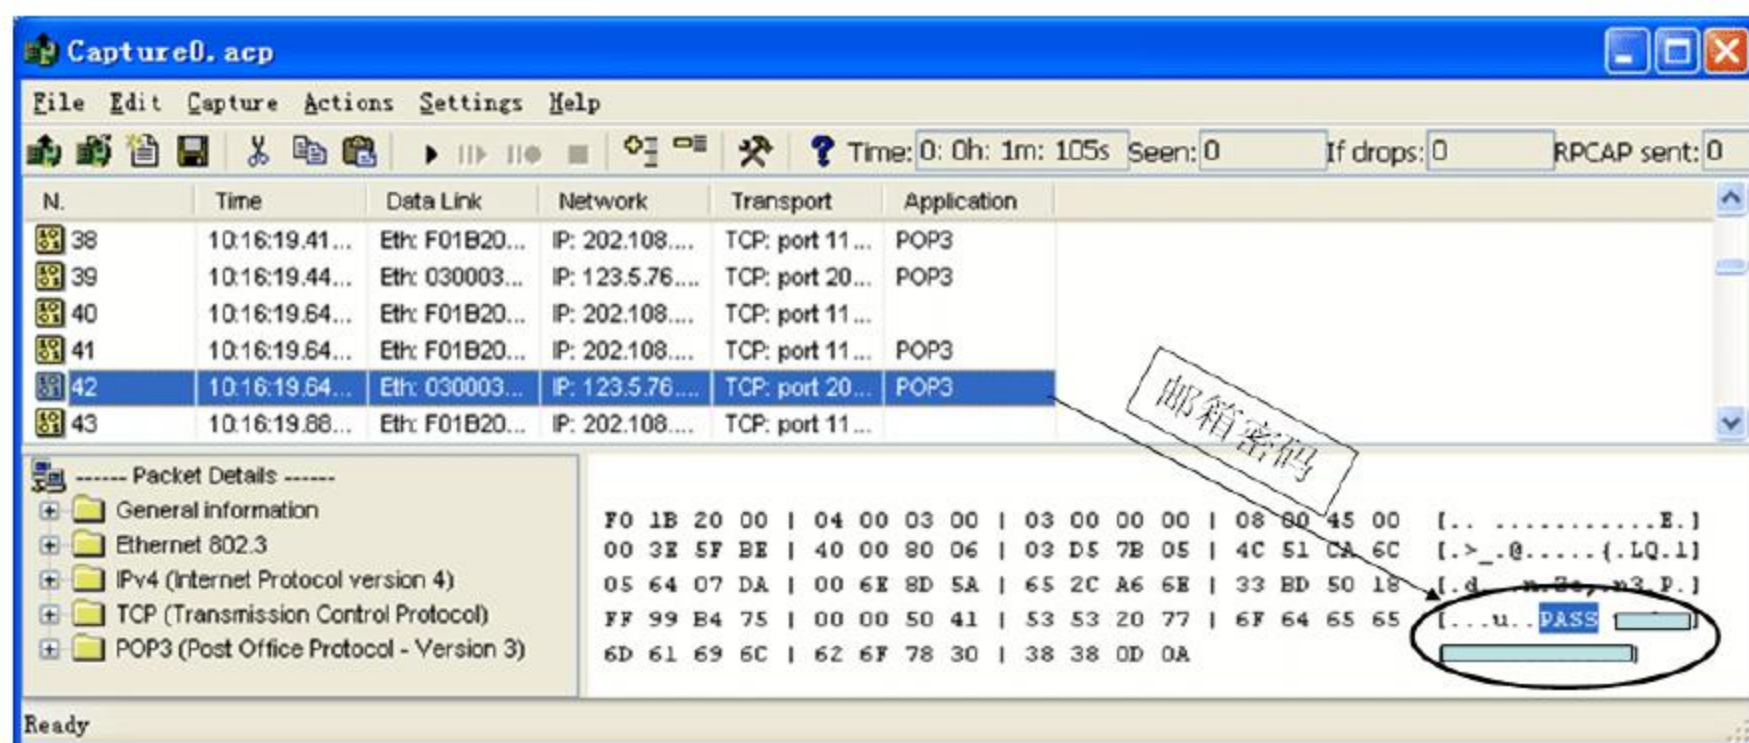 Capture0.acp
File Edit Capture Actions Settings Help
Time: 0: 0h: 1m: 105s Seen: 0 If drops: 0 RPCAP sent: 0
N. Time Data Link Network Transport Application
38 10:16:19.41... Eth: F01B20... IP: 202.108.... TCP: port 11... POP3
39 10:16:19.44... Eth: 030003... IP: 123.5.76.... TCP: port 20... POP3
40 10:16:19.64... Eth: F01B20... IP: 202.108.... TCP: port 11...
41 10:16:19.64... Eth: F01B20... IP: 202.108.... TCP: port 11... POP3
42 10:16:19.64... Eth: 030003... IP: 123.5.76.... TCP: port 20... POP3
43 10:16:19.88... Eth: F01B20... IP: 202.108.... TCP: port 11...
邮箱密码
------ Packet Details ------
General information
Ethernet 802.3
IPv4 (Internet Protocol version 4)
TCP (Transmission Control Protocol)
POP3 (Post Office Protocol - Version 3)
F0 1B 20 00 | 04 00 03 00 | 03 00 00 00 | 08 00 45 00 [.. ............E.]
00 3E 5F BE | 40 00 80 06 | 03 D5 7B 05 | 4C 51 CA 6C [.>_.@.....{.LQ.l]
05 64 07 DA | 00 6E 8D 5A | 65 2C A6 6E | 33 BD 50 18 [.d...n.Ze,.n3.P.]
FF 99 B4 75 | 00 00 50 41 | 53 53 20 77 | 6F 64 65 65 [...u..PASS
6D 61 69 6C | 62 6F 78 30 | 38 38 0D 0A
Ready